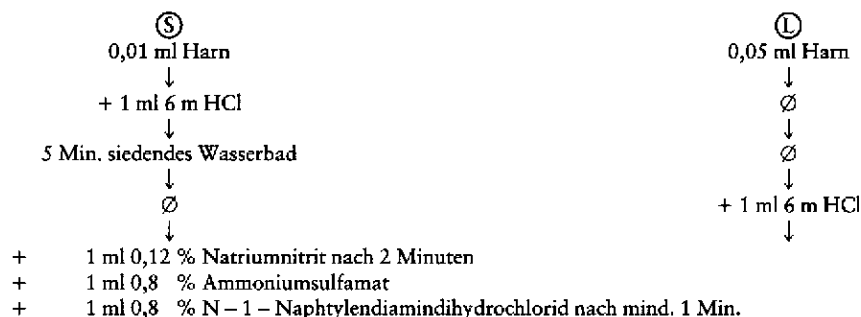 Ⓢ Ⓛ
0,01 ml Harn 0,05 ml Harn
↓ ↓
+ 1 ml 6 m HCl ∅
↓ ↓
5 Min. siedendes Wasserbad ∅
↓ ↓
∅ + 1 ml 6 m HCl
↓ ↓
+ 1 ml 0,12 % Natriumnitrit nach 2 Minuten
+ 1 ml 0,8 % Ammoniumsulfamat
+ 1 ml 0,8 % N – 1 – Naphtylendiamindihydrochlorid nach mind. 1 Min.